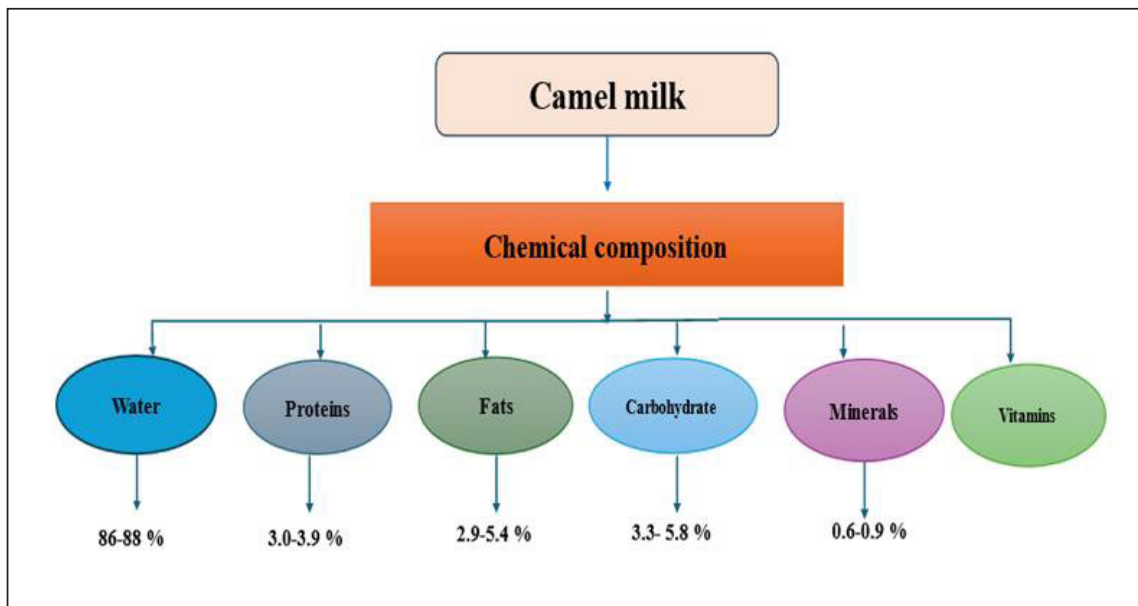 Camel milk
Chemical composition
Water
Proteins
Fats
Carbohydrate
Minerals
Vitamins
86-88 %
3.0-3.9 %
2.9-5.4 %
3.3- 5.8 %
0.6-0.9 %